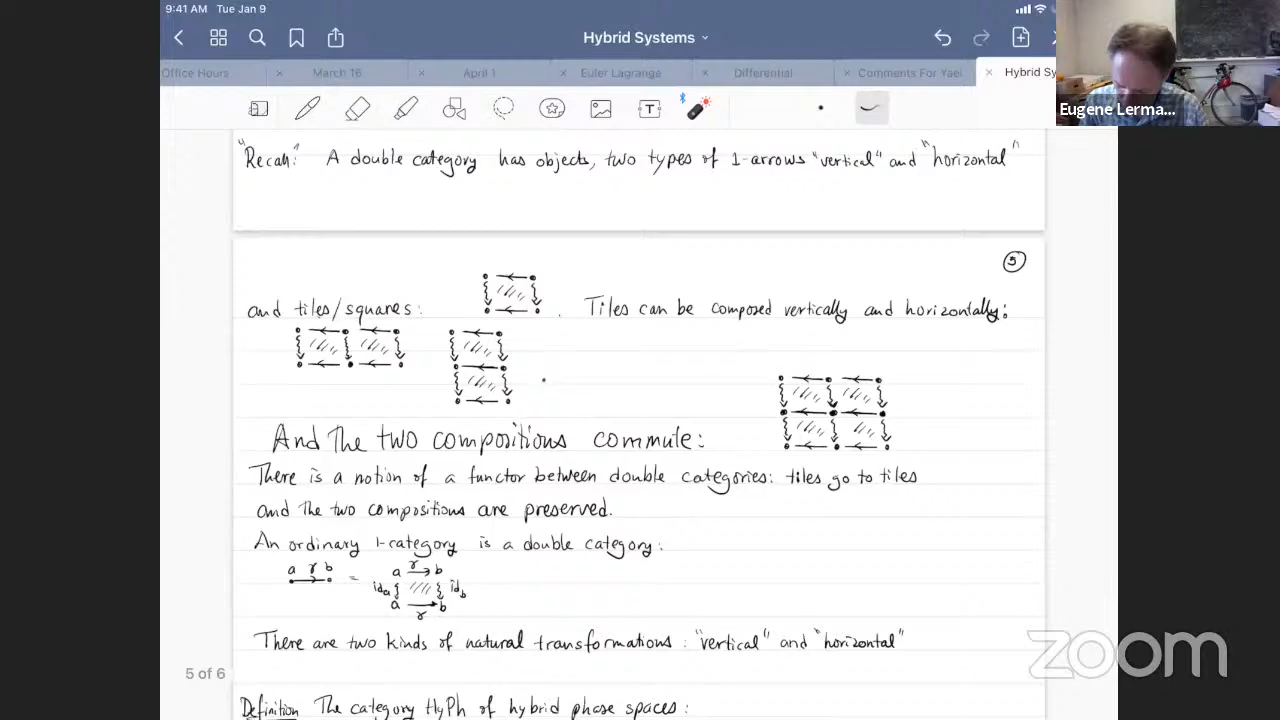 9:41 AM Tue Jan 9
Hybrid Systems
Office Hours
March 16
April 1
Euler Lagrange
Differential
Comments For Yael
Hybrid Sy
T
Eugene Lerma...
"Recall" A double category has objects, two types of 1-arrows "vertical" and "horizontal"
5
and tiles/squares: . Tiles can be composed vertically and horizontally:
And The two compositions commute:
There is a notion of a functor between double categories: tiles go to tiles
and the two compositions are preserved.
An ordinary 1-category is a double category:
a γ b = a γ b
id_a id_b
a γ b
There are two kinds of natural transformations: "vertical" and "horizontal"
zoom
5 of 6
Definition The category HyPh of hybrid phase spaces: